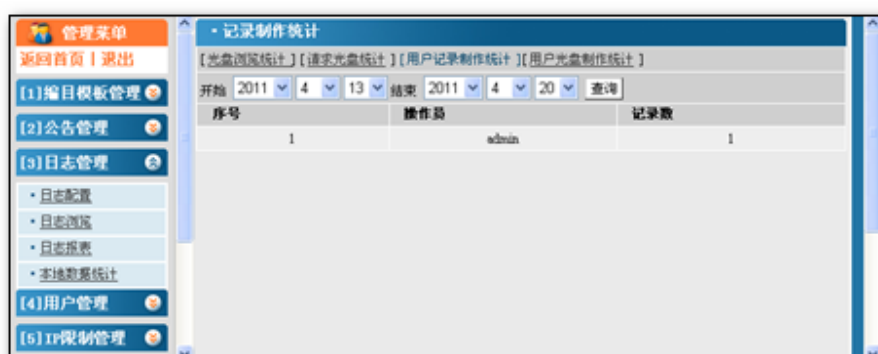 管理菜单
返回首页 | 退出
[1]编目模板管理
[2]公告管理
[3]日志管理
·日志配置
·日志浏览
·日志报表
·本地数据统计
[4]用户管理
[5]IP限制管理
·记录制作统计
[光盘浏览统计 ] [请求光盘统计 ] [用户记录制作统计 ][用户光盘制作统计 ]
开始 2011 4 13 结束 2011 4 20 查询
序号 操作员 记录数
1 admin 1